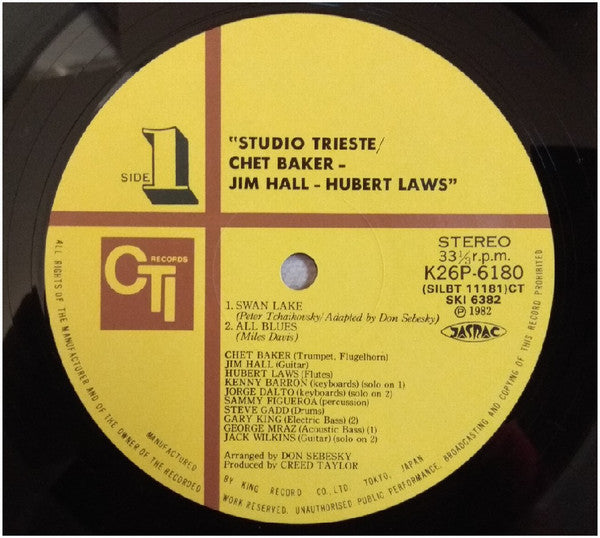 "STUDIO TRIESTE/
CHET BAKER -
JIM HALL - HUBERT LAWS"
SIDE 1
CTI
RECORDS
STEREO
33⅓ r.p.m.
K26P-6180
(SILBT 11181)CT
SKI 6382
Ⓟ 1982
JASRAC
1. SWAN LAKE
(Peter Tchaikovsky/Adapted by Don Sebesky)
2. ALL BLUES
(Miles Davis)
CHET BAKER (Trumpet, Flugelhorn)
JIM HALL (Guitar)
HUBERT LAWS (Flutes)
KENNY BARRON (keyboards) (solo on 1)
JORGE DALTO (keyboards) (solo on 2)
SAMMY FIGUEROA (percussion)
STEVE GADD (Drums)
GARY KING (Electric Bass) (2)
GEORGE MRAZ (Acoustic Bass) (1)
JACK WILKINS (Guitar) (solo on 2)
Arranged by DON SEBESKY
Produced by CREED TAYLOR
ALL RIGHTS OF THE MANUFACTURER AND OF THE OWNER OF THE RECORDED
MANUFACTURED BY KING RECORD CO., LTD. TOKYO, JAPAN
WORK RESERVED. UNAUTHORISED PUBLIC PERFORMANCE, BROADCASTING AND COPYING OF THIS RECORD PROHIBITED